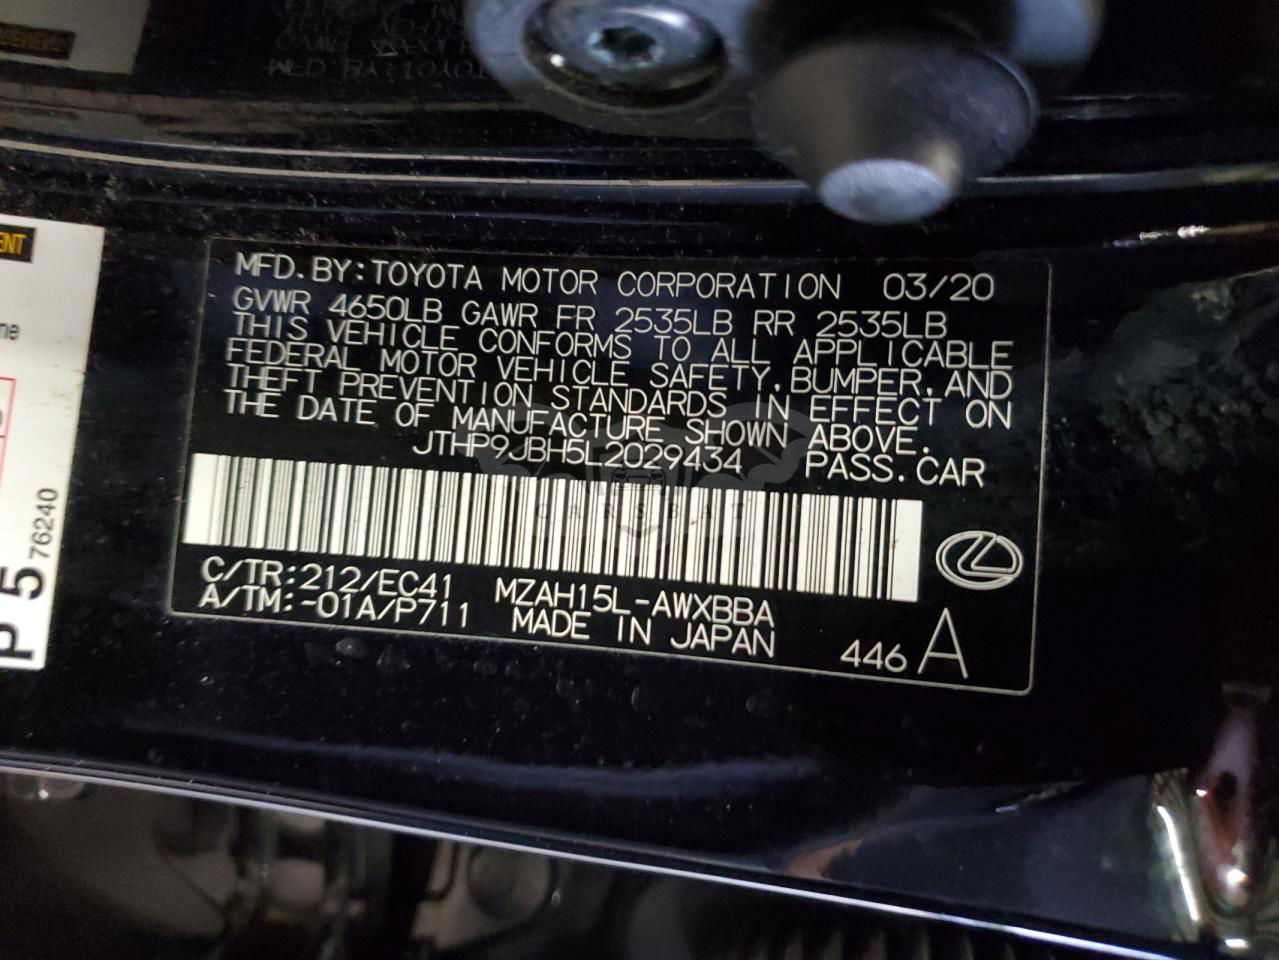 MFD.BY:TOYOTA MOTOR CORPORATION 03/20
GVWR 4650LB GAWR FR 2535LB RR 2535LB
THIS VEHICLE CONFORMS TO ALL APPLICABLE
FEDERAL MOTOR VEHICLE SAFETY,BUMPER,AND
THEFT PREVENTION STANDARDS IN EFFECT ON
THE DATE OF MANUFACTURE SHOWN ABOVE.
JTHP9JBH5L2029434 PASS.CAR
CARSBAT
C/TR:212/EC41 MZAH15L-AWXBBA
A/TM:-01A/P711 MADE IN JAPAN
446 A
P 5 76240